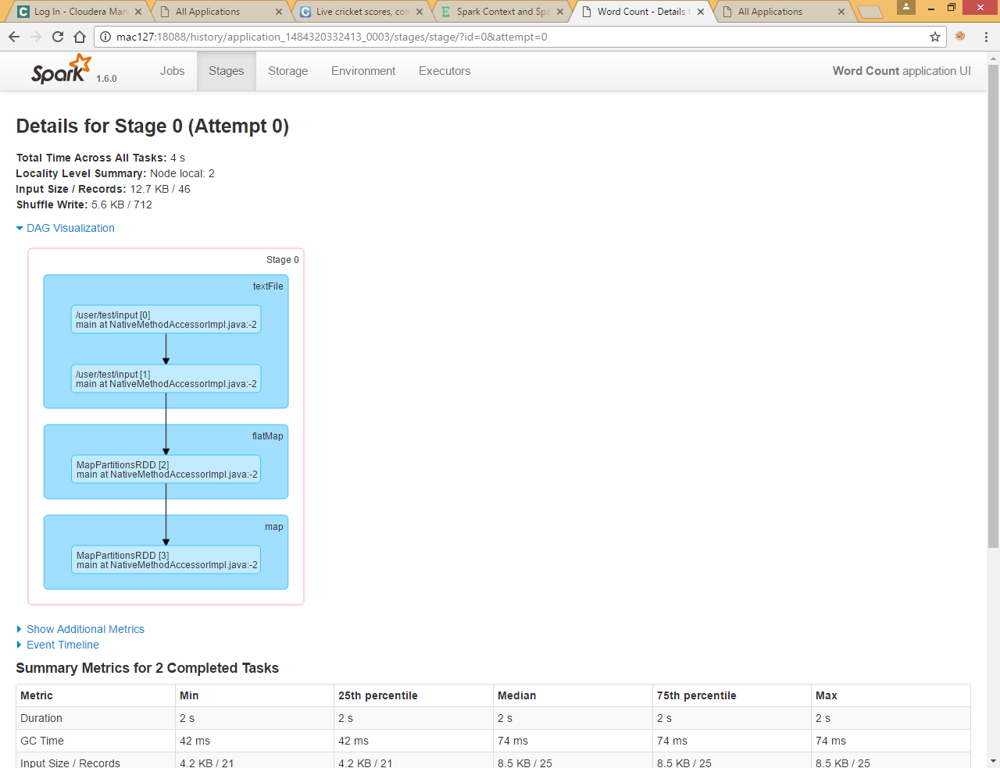 Log In - Cloudera Man
All Applications
Live cricket scores, con
Spark Context and Spa
Word Count - Details f
All Applications
mac127:18088/history/application_1484320332413_0003/stages/stage/?id=0&attempt=0
Spark 1.6.0
Jobs
Stages
Storage
Environment
Executors
Word Count application UI
Details for Stage 0 (Attempt 0)
Total Time Across All Tasks: 4 s
Locality Level Summary: Node local: 2
Input Size / Records: 12.7 KB / 46
Shuffle Write: 5.6 KB / 712
DAG Visualization
Stage 0
textFile
/user/test/input [0]
main at NativeMethodAccessorImpl.java:-2
/user/test/input [1]
main at NativeMethodAccessorImpl.java:-2
flatMap
MapPartitionsRDD [2]
main at NativeMethodAccessorImpl.java:-2
map
MapPartitionsRDD [3]
main at NativeMethodAccessorImpl.java:-2
Show Additional Metrics
Event Timeline
Summary Metrics for 2 Completed Tasks
Metric Min 25th percentile Median 75th percentile Max
Duration 2 s 2 s 2 s 2 s 2 s
GC Time 42 ms 42 ms 74 ms 74 ms 74 ms
Input Size / Records 4.2 KB / 21 4.2 KB / 21 8.5 KB / 25 8.5 KB / 25 8.5 KB / 25